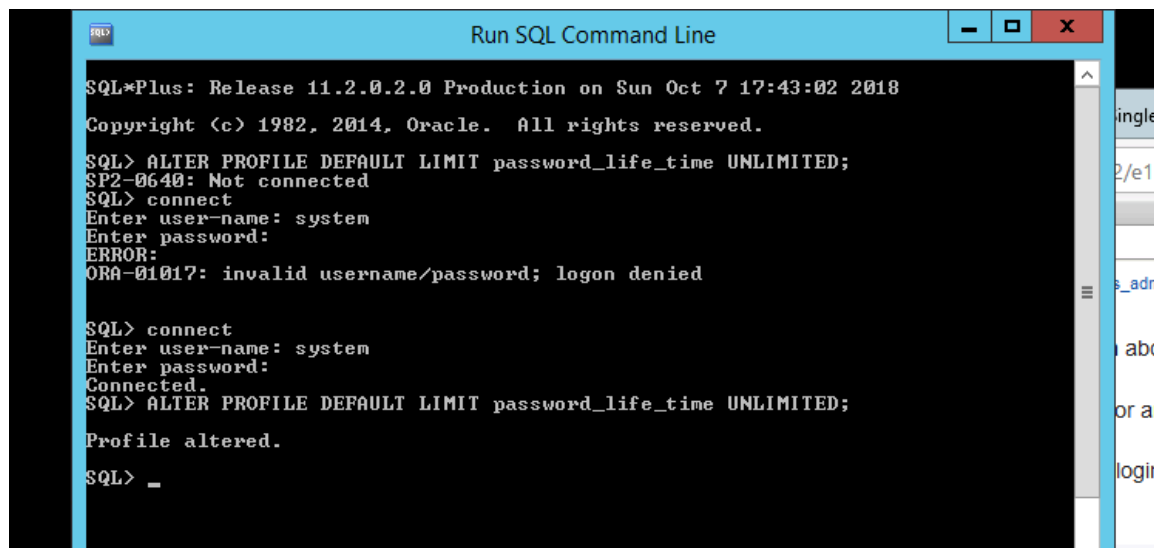 Run SQL Command Line
SQL*Plus: Release 11.2.0.2.0 Production on Sun Oct 7 17:43:02 2018
Copyright (c) 1982, 2014, Oracle.  All rights reserved.
SQL> ALTER PROFILE DEFAULT LIMIT password_life_time UNLIMITED;
SP2-0640: Not connected
SQL> connect
Enter user-name: system
Enter password:
ERROR:
ORA-01017: invalid username/password; logon denied
SQL> connect
Enter user-name: system
Enter password:
Connected.
SQL> ALTER PROFILE DEFAULT LIMIT password_life_time UNLIMITED;
Profile altered.
SQL> _
2/e1
or a